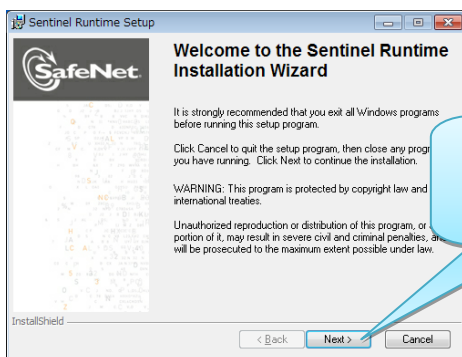 Sentinel Runtime Setup
SafeNet.
Welcome to the Sentinel Runtime
Installation Wizard
It is strongly recommended that you exit all Windows programs
before running this setup program.
Click Cancel to quit the setup program, then close any
you have running. Click Next to continue the installation.
WARNING: This program is protected by copyright law and
international treaties.
Unauthorized reproduction or distribution of this program, or
portion of it, may result in severe civil and criminal penalties,
will be prosecuted to the maximum extent possible under law.
InstallShield
< Back
Next >
Cancel